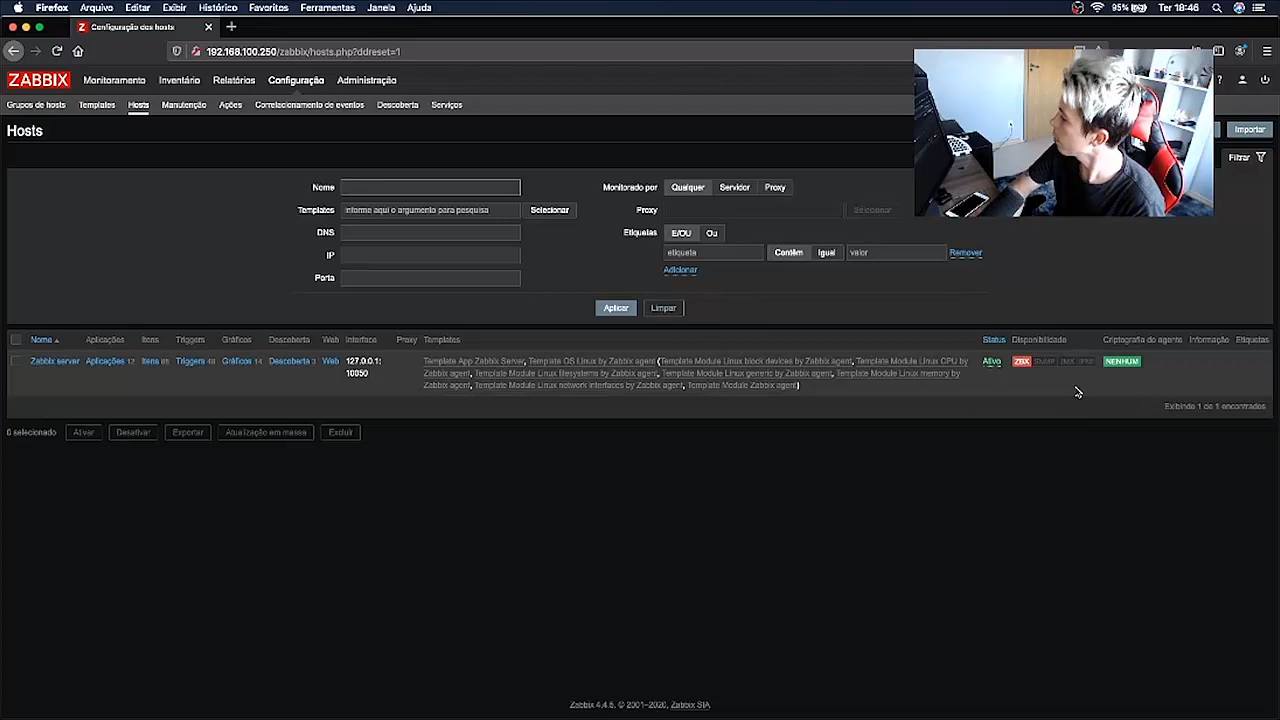 Firefox Arquivo Editar Exibir Histórico Favoritos Ferramentas Janela Ajuda 95% Ter 18:46
Configuração dos hosts
192.168.100.250/zabbix/hosts.php?ddreset=1
ZABBIX Monitoramento Inventário Relatórios Configuração Administração ?
Grupos de hosts Templates Hosts Manutenção Ações Correlacionamento de eventos Descoberta Serviços
Hosts Importar
Filtrar
Nome Monitorado por Qualquer Servidor Proxy
Templates informe aqui o argumento para pesquisa Selecionar Proxy Selecionar
DNS Etiquetas E/OU Ou
IP etiqueta Contêm Igual valor Remover
Adicionar
Porta
Aplicar Limpar
Nome Aplicações Itens Triggers Gráficos Descoberta Web Interface Proxy Templates Status Disponibilidade Criptografia do agente Informação Etiquetas
Zabbix server Aplicações 12 Itens Triggers 48 Gráficos 14 Descoberta 3 Web 127.0.0.1: Template App Zabbix Server, Template OS Linux by Zabbix agent (Template Module Linux block devices by Zabbix agent, Template Module Linux CPU by Ativo ZBX SNMP JMX IPMI NENHUM
10050 Zabbix agent, Template Module Linux filesystems by Zabbix agent, Template Module Linux generic by Zabbix agent, Template Module Linux memory by
Zabbix agent, Template Module Linux network interfaces by Zabbix agent, Template Module Zabbix agent)
Exibindo 1 de 1 encontrados
0 selecionado Ativar Desativar Exportar Atualização em massa Excluir
Zabbix 4.4.5. © 2001–2020, Zabbix SIA